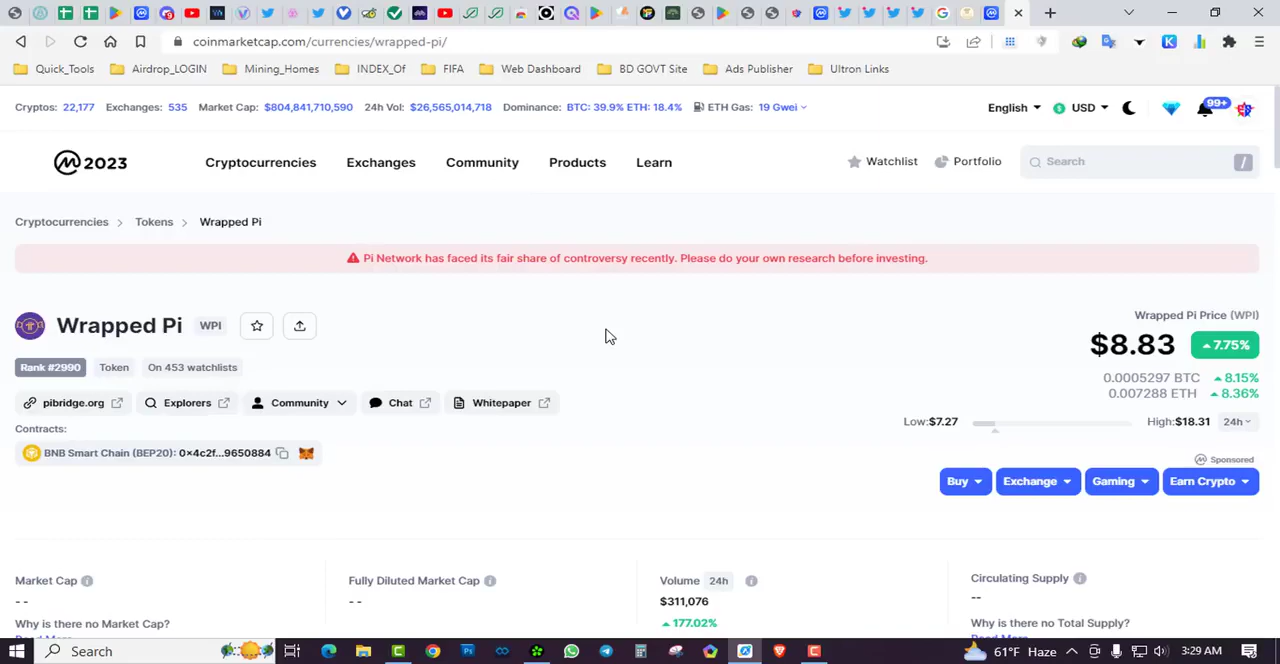 coinmarketcap.com/currencies/wrapped-pi/
Quick_Tools Airdrop_LOGIN Mining_Homes INDEX_Of FIFA Web Dashboard BD GOVT Site Ads Publisher Ultron Links
Cryptos: 22,177 Exchanges: 535 Market Cap: $804,841,710,590 24h Vol: $26,565,014,718 Dominance: BTC: 39.9% ETH: 18.4% ETH Gas: 19 Gwei English USD 99+
2023 Cryptocurrencies Exchanges Community Products Learn Watchlist Portfolio Search /
Cryptocurrencies > Tokens > Wrapped Pi
Pi Network has faced its fair share of controversy recently. Please do your own research before investing.
Wrapped Pi WPI
Wrapped Pi Price (WPI)
$8.83 7.75%
Rank #2990 Token On 453 watchlists
0.0005297 BTC 8.15%
0.007288 ETH 8.36%
pibridge.org Explorers Community Chat Whitepaper
Low:$7.27 High:$18.31 24h
Contracts:
BNB Smart Chain (BEP20): 0x4c2f...9650884
Sponsored
Buy Exchange Gaming Earn Crypto
Market Cap Fully Diluted Market Cap Volume 24h Circulating Supply
-- -- $311,076 --
177.02%
Why is there no Market Cap? Why is there no Total Supply?
Read More Read More
Search 61°F Haze 3:29 AM